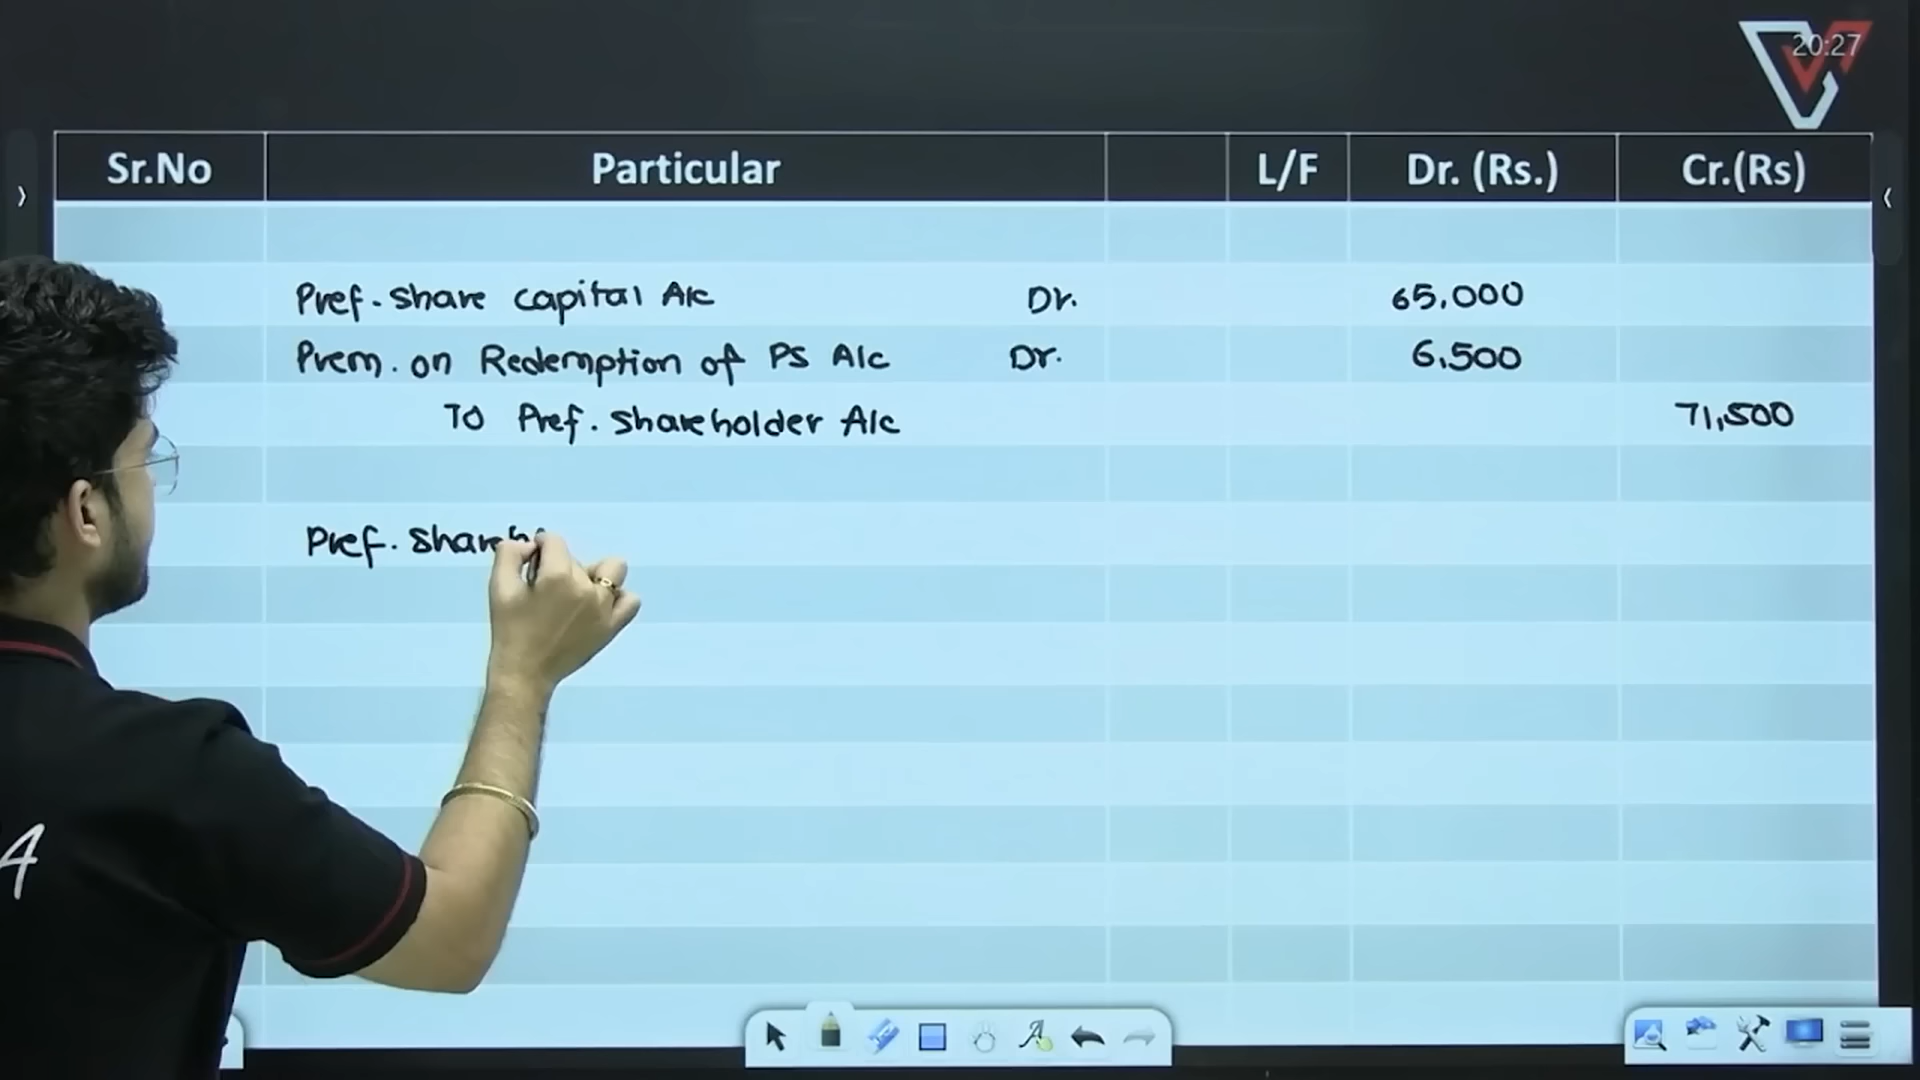 20:27
Sr.No Particular L/F Dr. (Rs.) Cr.(Rs)
Pref. share capital A/c Dr. 65,000
Prem. on Redemption of PS A/c Dr. 6,500
To Pref. shareholder A/c 71,500
Pref.
A